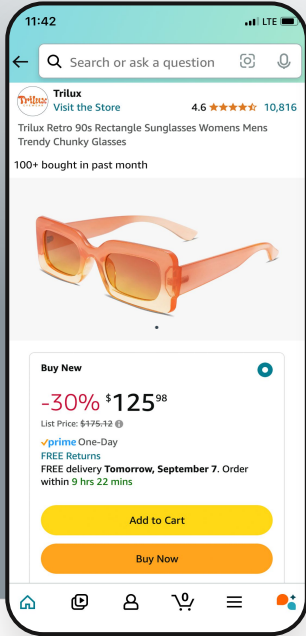 11:42
LTE
Search or ask a question
Trilux
Trilux
Visit the Store
4.6
10,816
Trilux Retro 90s Rectangle Sunglasses Womens Mens
Trendy Chunky Glasses
100+ bought in past month
Buy New
-30% $125 98
List Price: $175.12
prime One-Day
FREE Returns
FREE delivery Tomorrow, September 7. Order
within 9 hrs 22 mins
Add to Cart
Buy Now
0